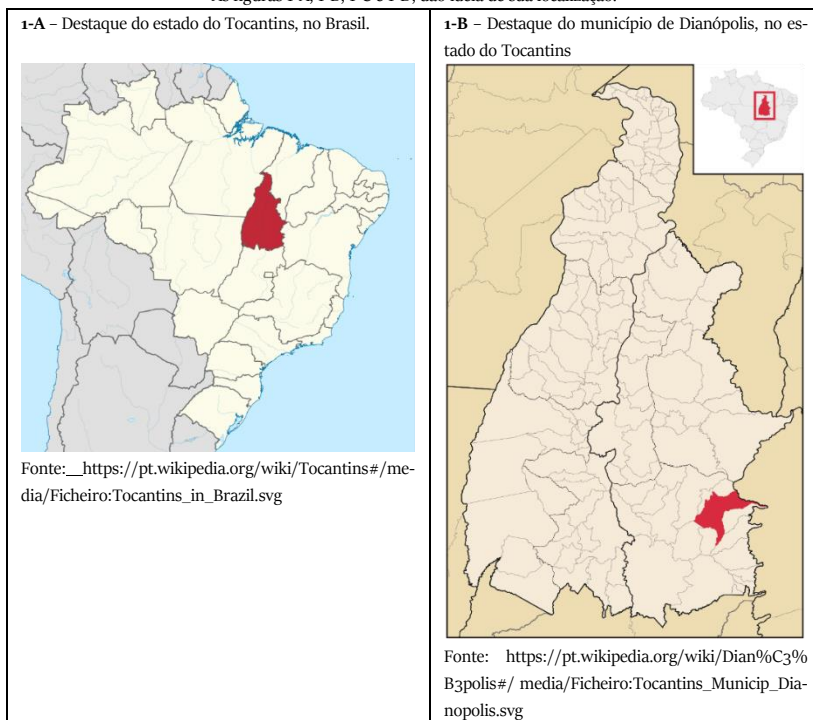 1-A – Destaque do estado do Tocantins, no Brasil.
Fonte:__https://pt.wikipedia.org/wiki/Tocantins#/me-
dia/Ficheiro:Tocantins_in_Brazil.svg
1-B – Destaque do município de Dianópolis, no es-
tado do Tocantins
Fonte: https://pt.wikipedia.org/wiki/Dian%C3%
B3polis#/ media/Ficheiro:Tocantins_Municip_Dia-
nopolis.svg